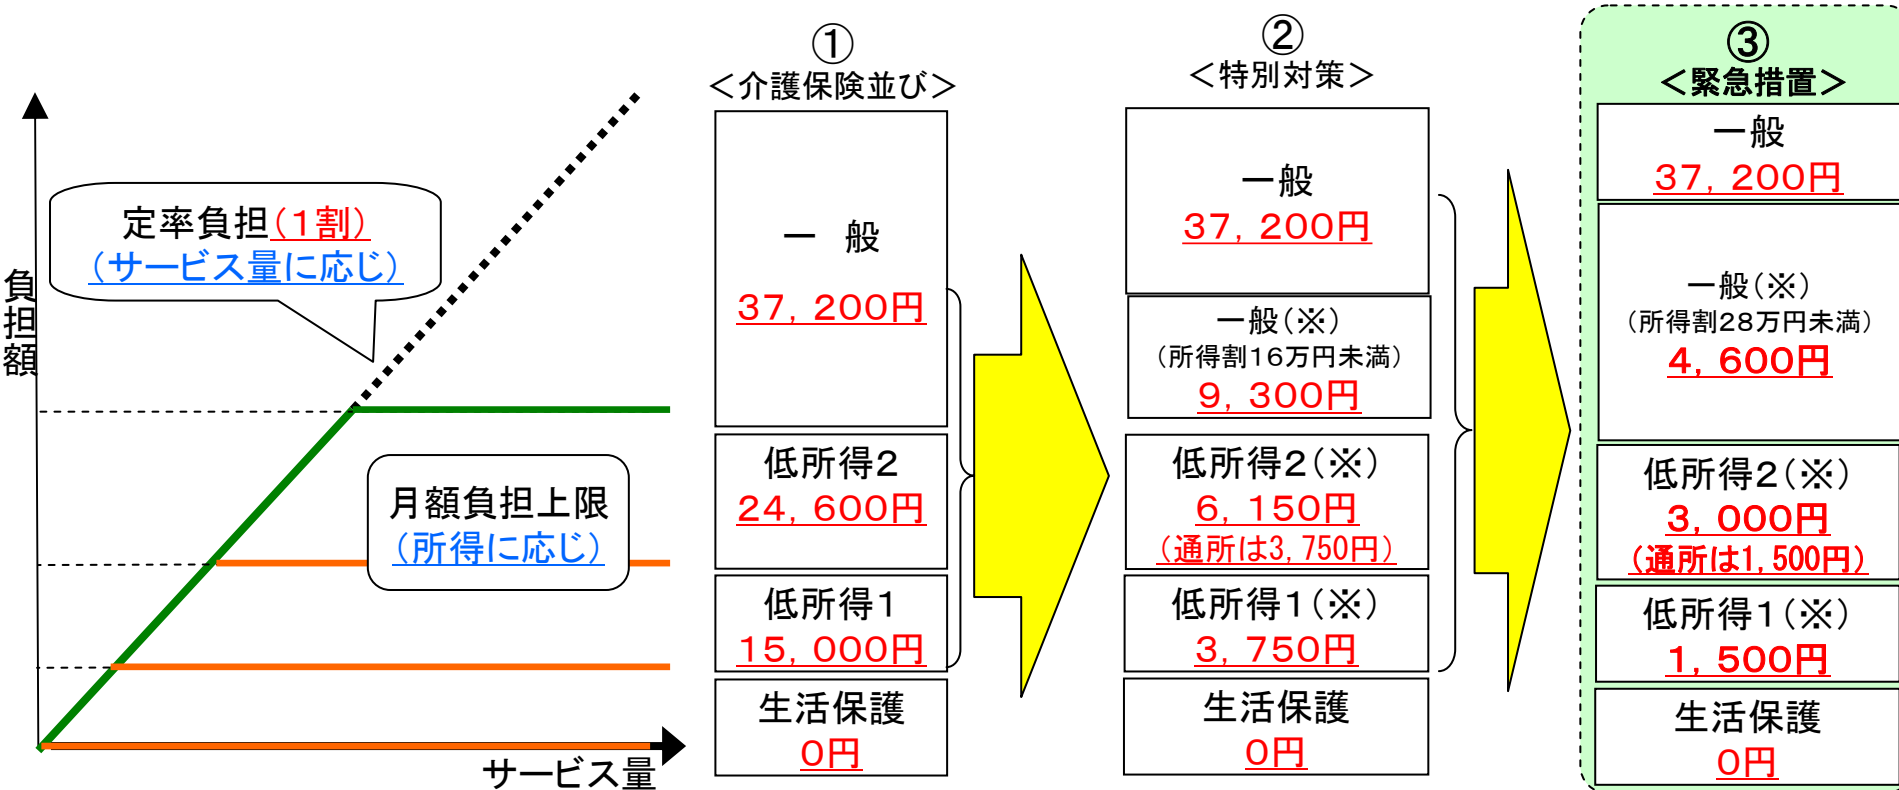 負担額
定率負担(1割)
(サービス量に応じ)
月額負担上限
(所得に応じ)
サービス量
①
＜介護保険並び＞
一 般
37, 200円
低所得2
24, 600円
低所得1
15, 000円
生活保護
0円
②
＜特別対策＞
一般
37, 200円
一般(※)
(所得割16万円未満)
9, 300円
低所得2(※)
6, 150円
(通所は3, 750円)
低所得1(※)
3, 750円
生活保護
0円
③
＜緊急措置＞
一般
37, 200円
一般(※)
(所得割28万円未満)
4, 600円
低所得2(※)
3, 000円
(通所は1, 500円)
低所得1(※)
1, 500円
生活保護
0円